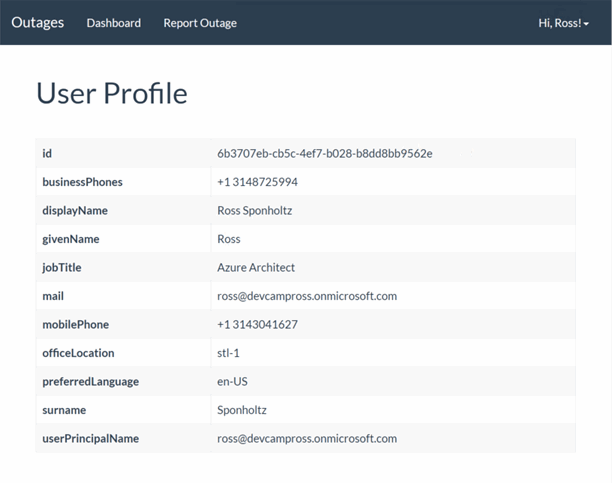 Outages Dashboard Report Outage Hi, Ross!
User Profile
id 6b3707eb-cb5c-4ef7-b028-b8dd8bb9562e
businessPhones +1 3148725994
displayName Ross Sponholtz
givenName Ross
jobTitle Azure Architect
mail ross@devcampross.onmicrosoft.com
mobilePhone +1 3143041627
officeLocation stl-1
preferredLanguage en-US
surname Sponholtz
userPrincipalName ross@devcampross.onmicrosoft.com